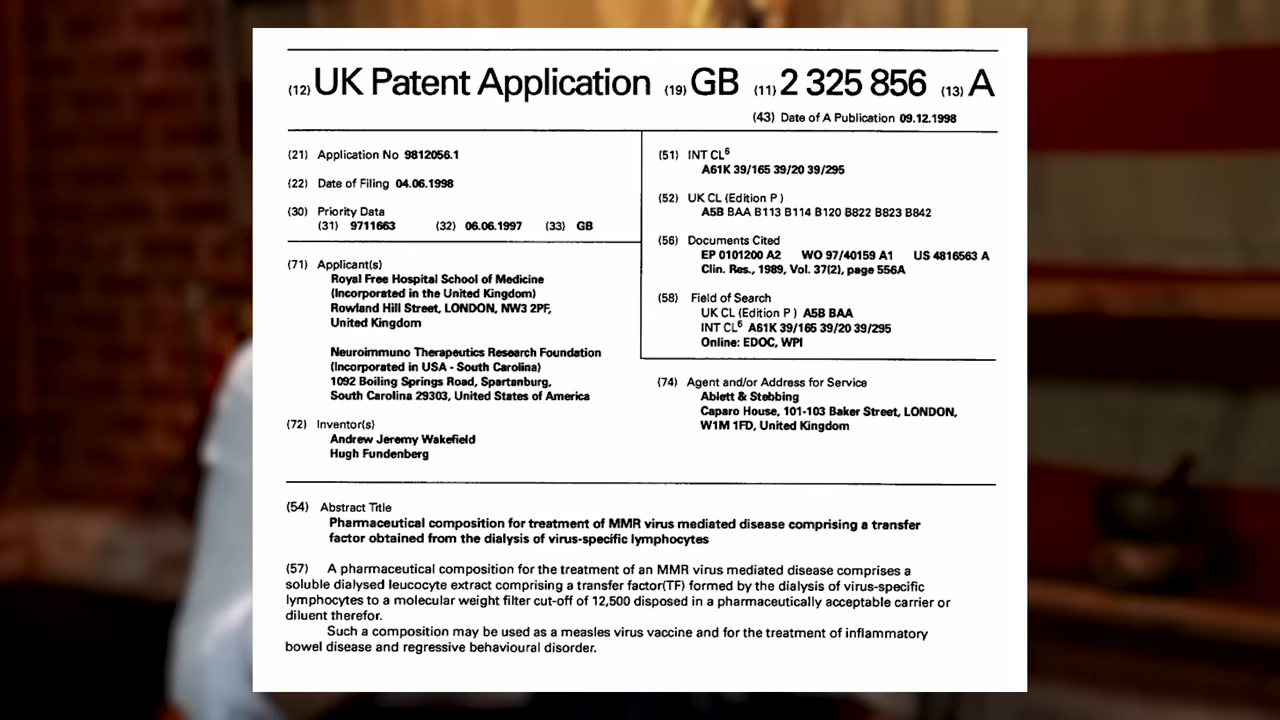 (12) UK Patent Application (19) GB (11) 2 325 856 (13) A
(43) Date of A Publication 09.12.1998
(21) Application No 9812056.1
(22) Date of Filing 04.06.1998
(30) Priority Data
(31) 9711663 (32) 06.06.1997 (33) GB
(71) Applicant(s)
Royal Free Hospital School of Medicine
(Incorporated in the United Kingdom)
Rowland Hill Street, LONDON, NW3 2PF,
United Kingdom
Neuroimmuno Therapeutics Research Foundation
(Incorporated in USA - South Carolina)
1092 Boiling Springs Road, Spartanburg,
South Carolina 29303, United States of America
(72) Inventor(s)
Andrew Jeremy Wakefield
Hugh Fundenberg
(51) INT CL⁶
A61K 39/165 39/20 39/295
(52) UK CL (Edition P )
A5B BAA B113 B114 B120 B822 B823 B842
(56) Documents Cited
EP 0101200 A2 WO 97/40159 A1 US 4816563 A
Clin. Res., 1989, Vol. 37(2), page 556A
(58) Field of Search
UK CL (Edition P ) A5B BAA
INT CL⁶ A61K 39/165 39/20 39/295
Online: EDOC, WPI
(74) Agent and/or Address for Service
Ablett & Stebbing
Caparo House, 101-103 Baker Street, LONDON,
W1M 1FD, United Kingdom
(54) Abstract Title
Pharmaceutical composition for treatment of MMR virus mediated disease comprising a transfer
factor obtained from the dialysis of virus-specific lymphocytes
(57) A pharmaceutical composition for the treatment of an MMR virus mediated disease comprises a
soluble dialysed leucocyte extract comprising a transfer factor(TF) formed by the dialysis of virus-specific
lymphocytes to a molecular weight filter cut-off of 12,500 disposed in a pharmaceutically acceptable carrier or
diluent therefor.
Such a composition may be used as a measles virus vaccine and for the treatment of inflammatory
bowel disease and regressive behavioural disorder.